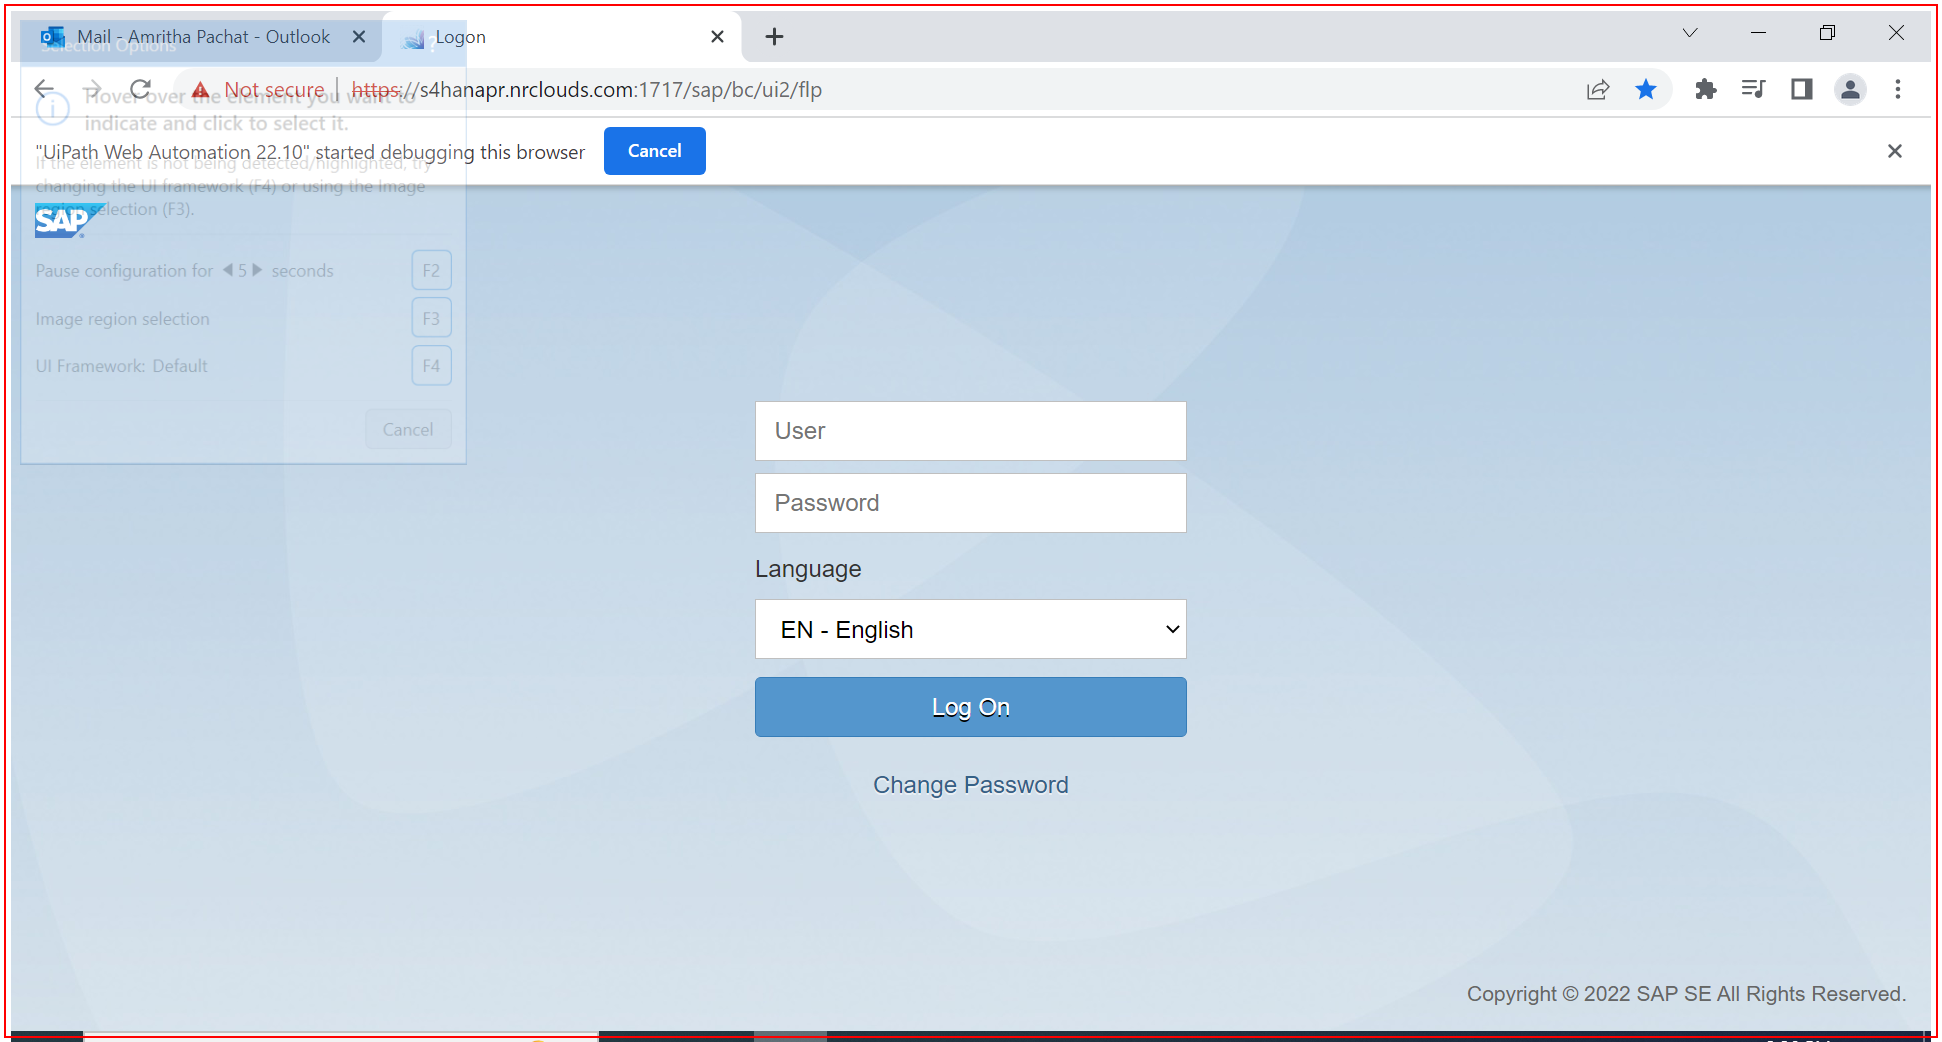 Mail - Amritha Pachat - Outlook
Logon
Selection Options
?
Not secure | https://s4hanapr.nrclouds.com:1717/sap/bc/ui2/flp
Hover over the element you want to
indicate and click to select it.
"UiPath Web Automation 22.10" started debugging this browser
Cancel
If the element is not being detected/highlighted, try
changing the UI framework (F4) or using the Image
region selection (F3).
SAP
Pause configuration for 5 seconds
F2
Image region selection
F3
UI Framework: Default
F4
Cancel
User
Password
Language
EN - English
Log On
Change Password
Copyright © 2022 SAP SE All Rights Reserved.